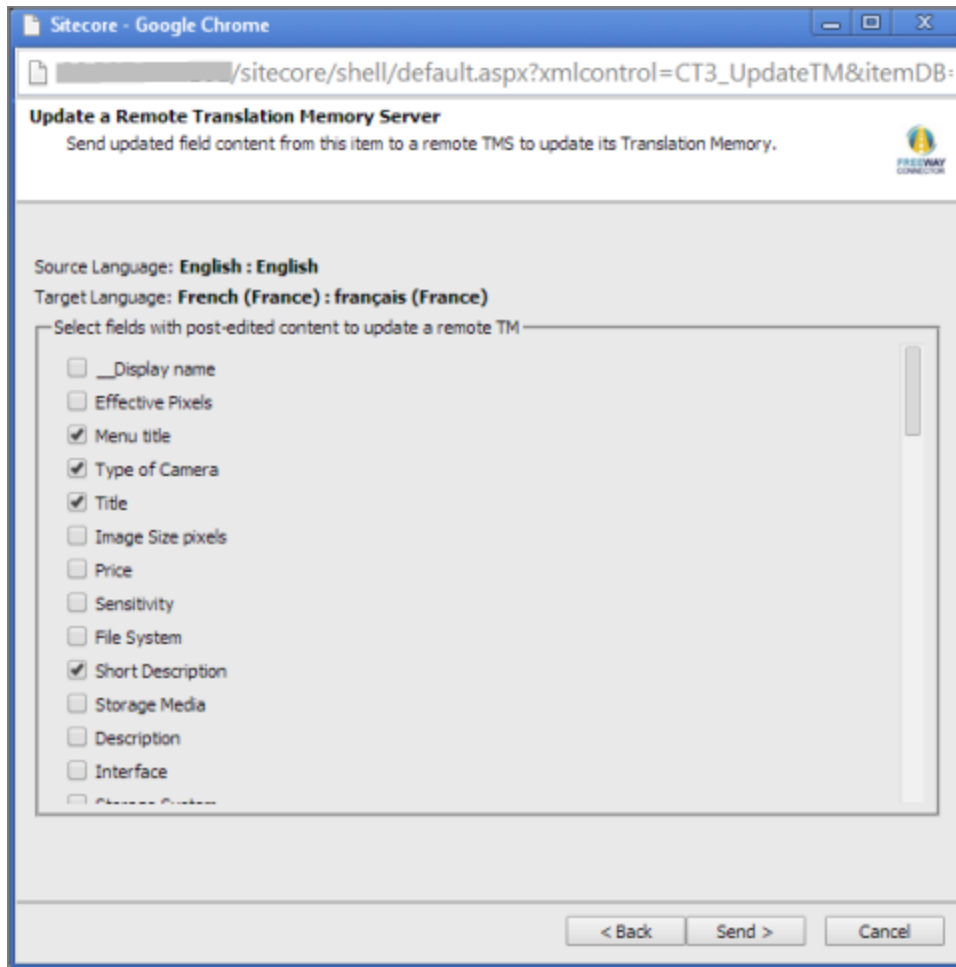 Sitecore - Google Chrome
/sitecore/shell/default.aspx?xmlcontrol=CT3_UpdateTM&itemDB=
Update a Remote Translation Memory Server
Send updated field content from this item to a remote TMS to update its Translation Memory.
FREEWAY
CONNECTOR
Source Language: English : English
Target Language: French (France) : français (France)
Select fields with post-edited content to update a remote TM
__Display name
Effective Pixels
Menu title
Type of Camera
Title
Image Size pixels
Price
Sensitivity
File System
Short Description
Storage Media
Description
Interface
Storage System
< Back Send > Cancel